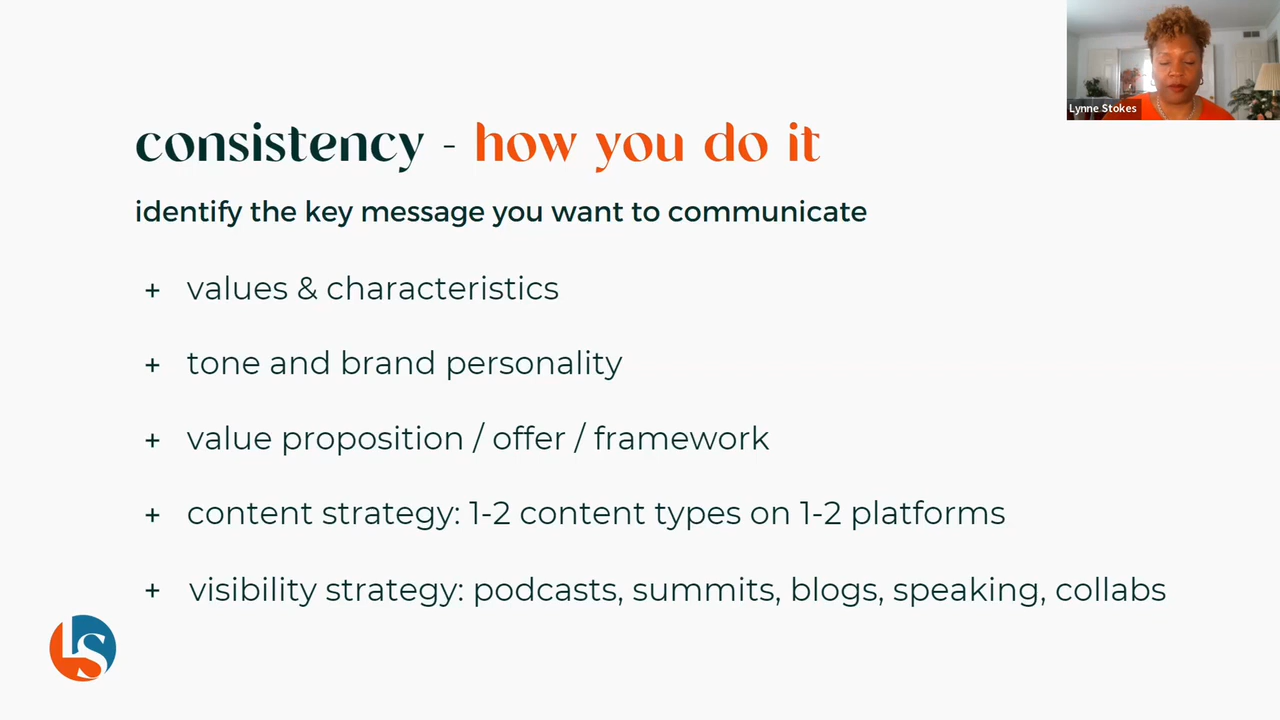 consistency - how you do it
identify the key message you want to communicate
+ values & characteristics
+ tone and brand personality
+ value proposition / offer / framework
+ content strategy: 1-2 content types on 1-2 platforms
+ visibility strategy: podcasts, summits, blogs, speaking, collabs
LS
Lynne Stokes